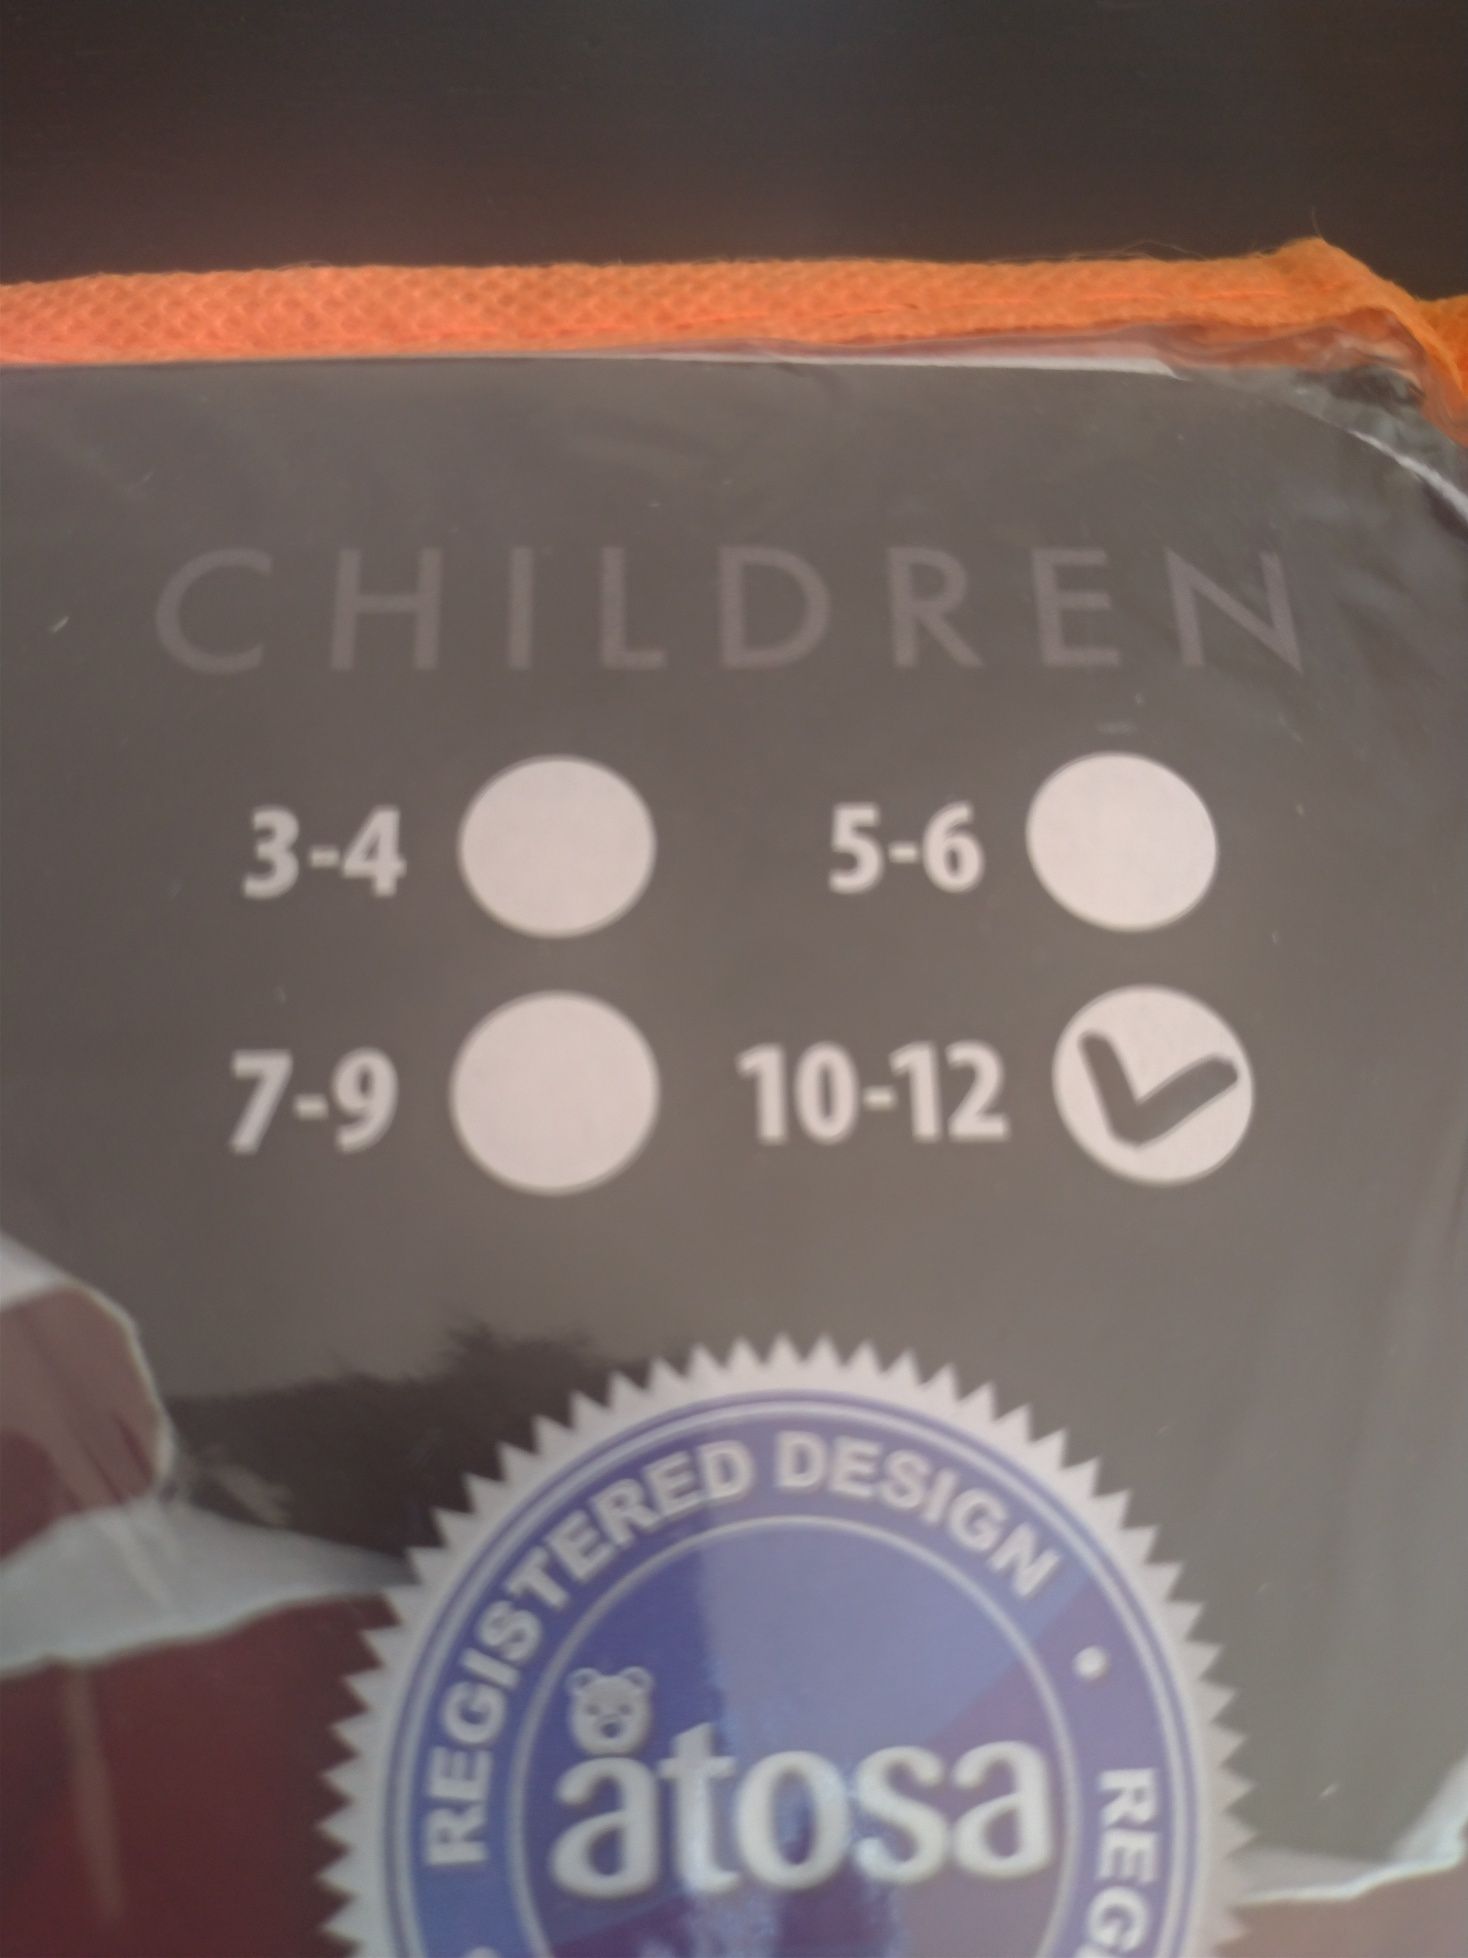 CHILDREN
3-4 5-6
7-9 10-12
REGISTERED DESIGN
atosa